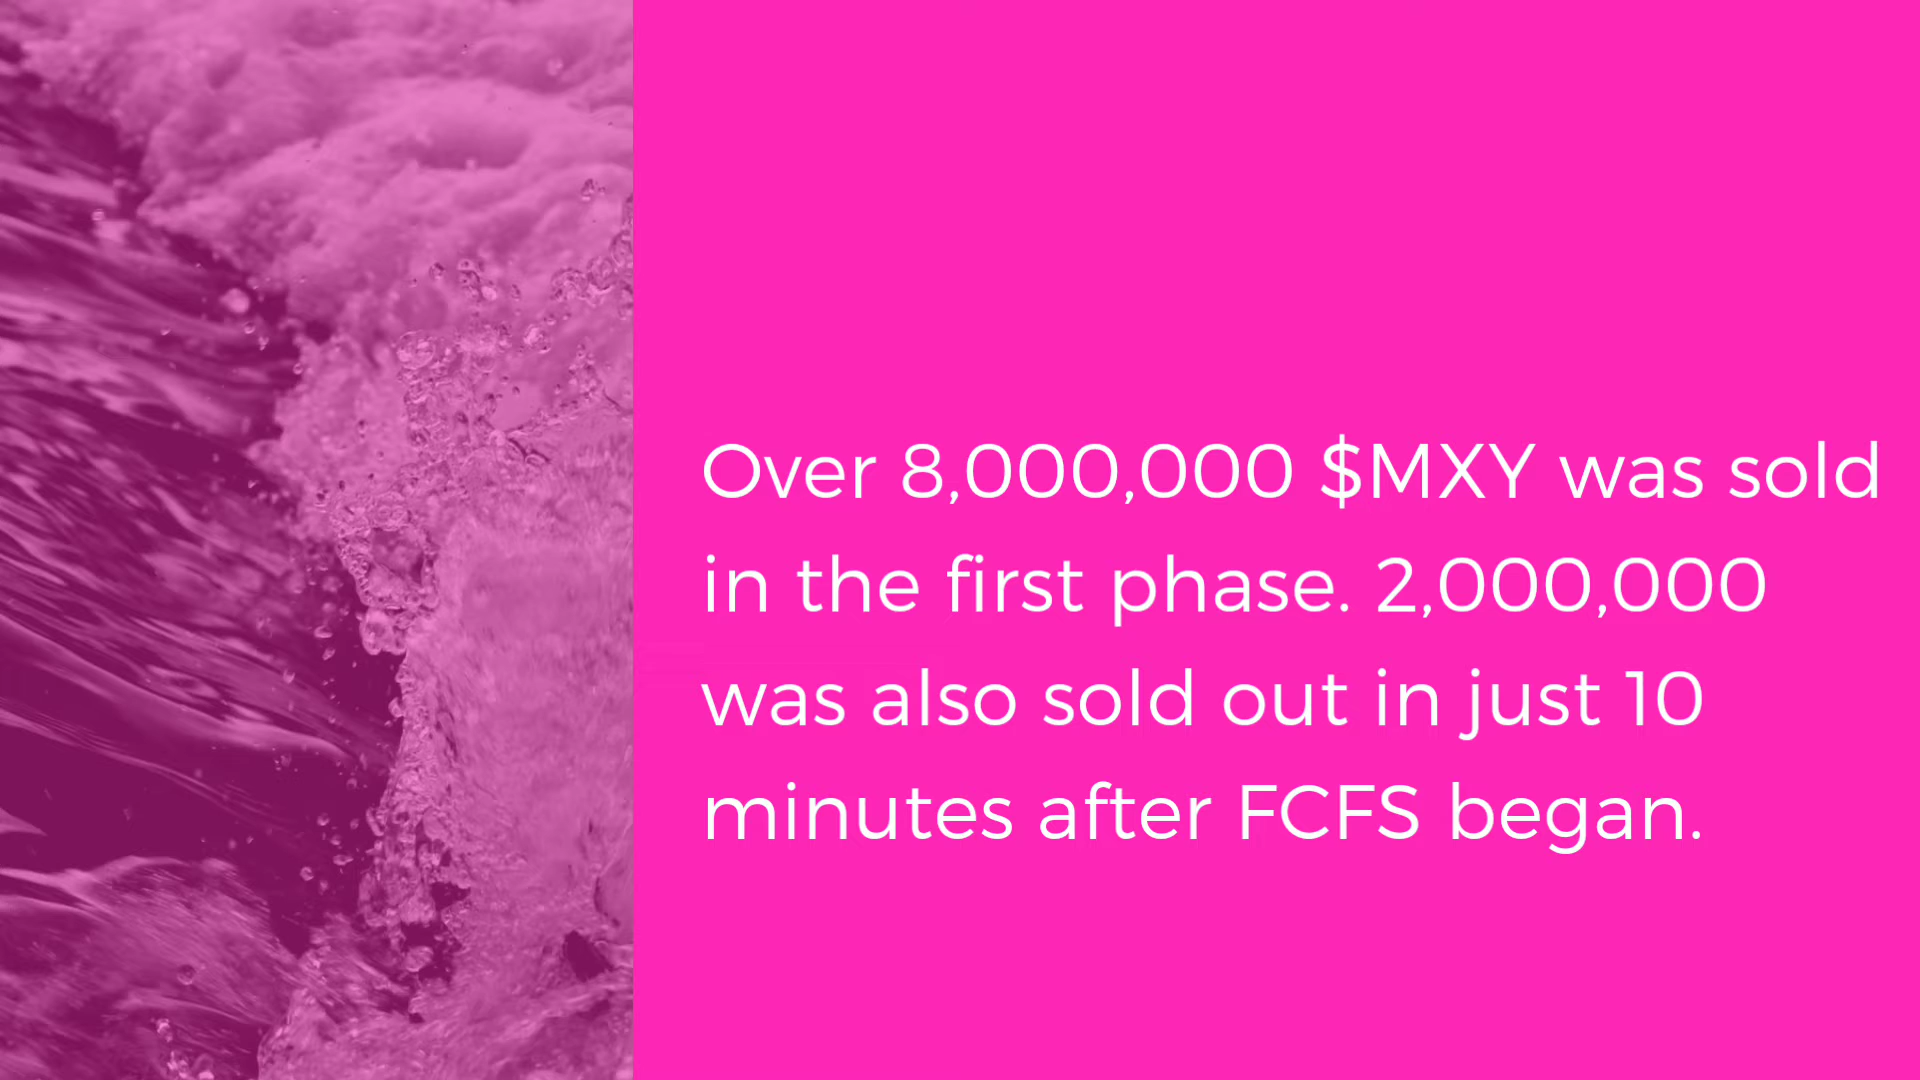 Over 8,000,000 $MXY was sold
in the first phase. 2,000,000
was also sold out in just 10
minutes after FCFS began.